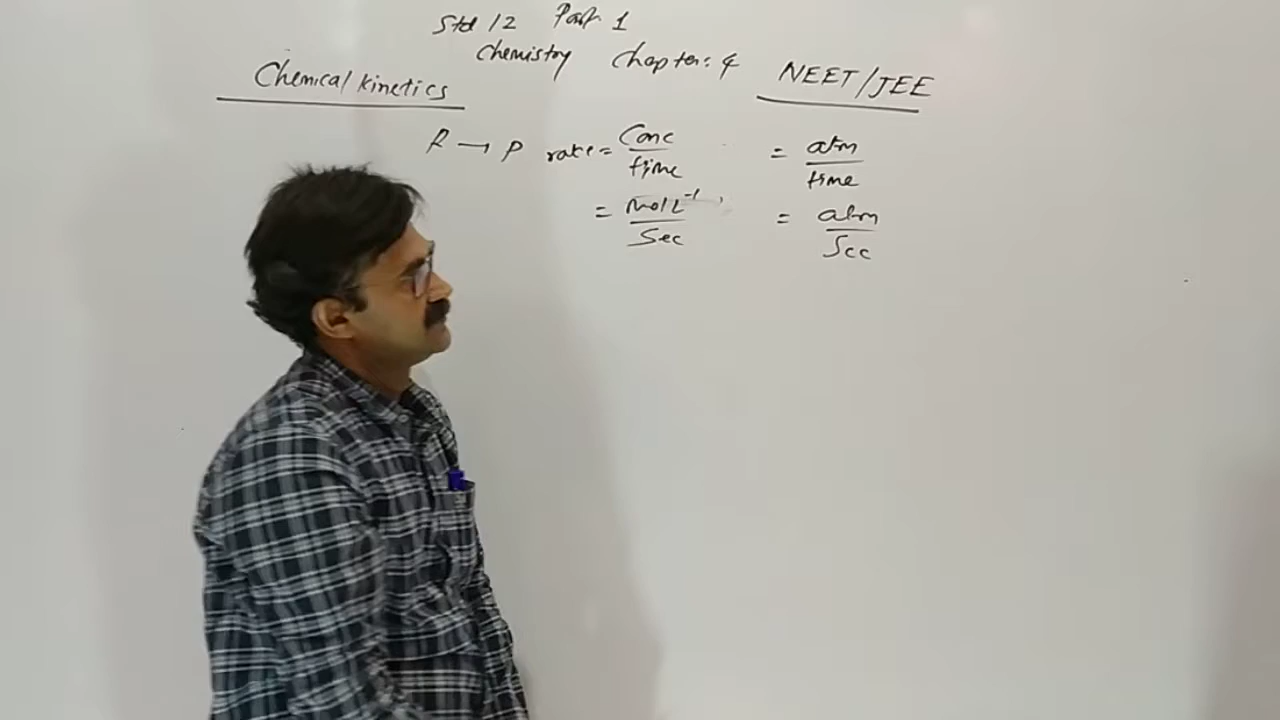 Std 12 Part 1
Chemistry Chapter: 4
Chemical kinetics
NEET/JEE
R → P rate = Conc/time = atm/time
= mol L⁻¹/Sec = atm/Sec